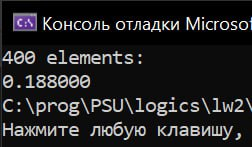 Консоль отладки Microsof
400 elements:
0.188000
C:\prog\PSU\logics\lw2\
Нажмите любую клавишу,